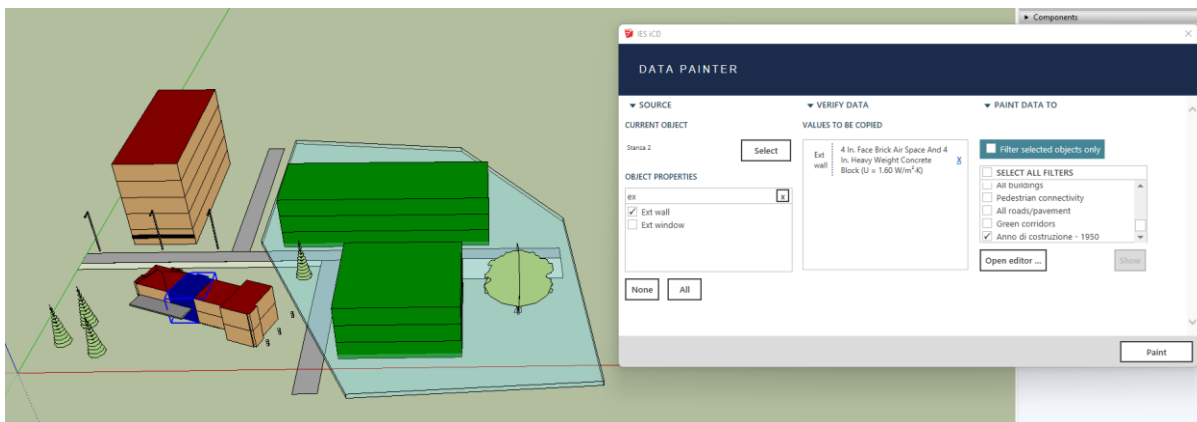 Components
IES iCD
DATA PAINTER
SOURCE
CURRENT OBJECT
Stanza 2
Select
OBJECT PROPERTIES
ex
x
Ext wall
Ext window
None
All
VERIFY DATA
VALUES TO BE COPIED
Ext
wall
4 In. Face Brick Air Space And 4
In. Heavy Weight Concrete
Block (U = 1.60 W/m²·K)
X
PAINT DATA TO
Filter selected objects only
SELECT ALL FILTERS
All buildings
Pedestrian connectivity
All roads/pavement
Green corridors
Anno di costruzione - 1950
Open editor ...
Show
Paint